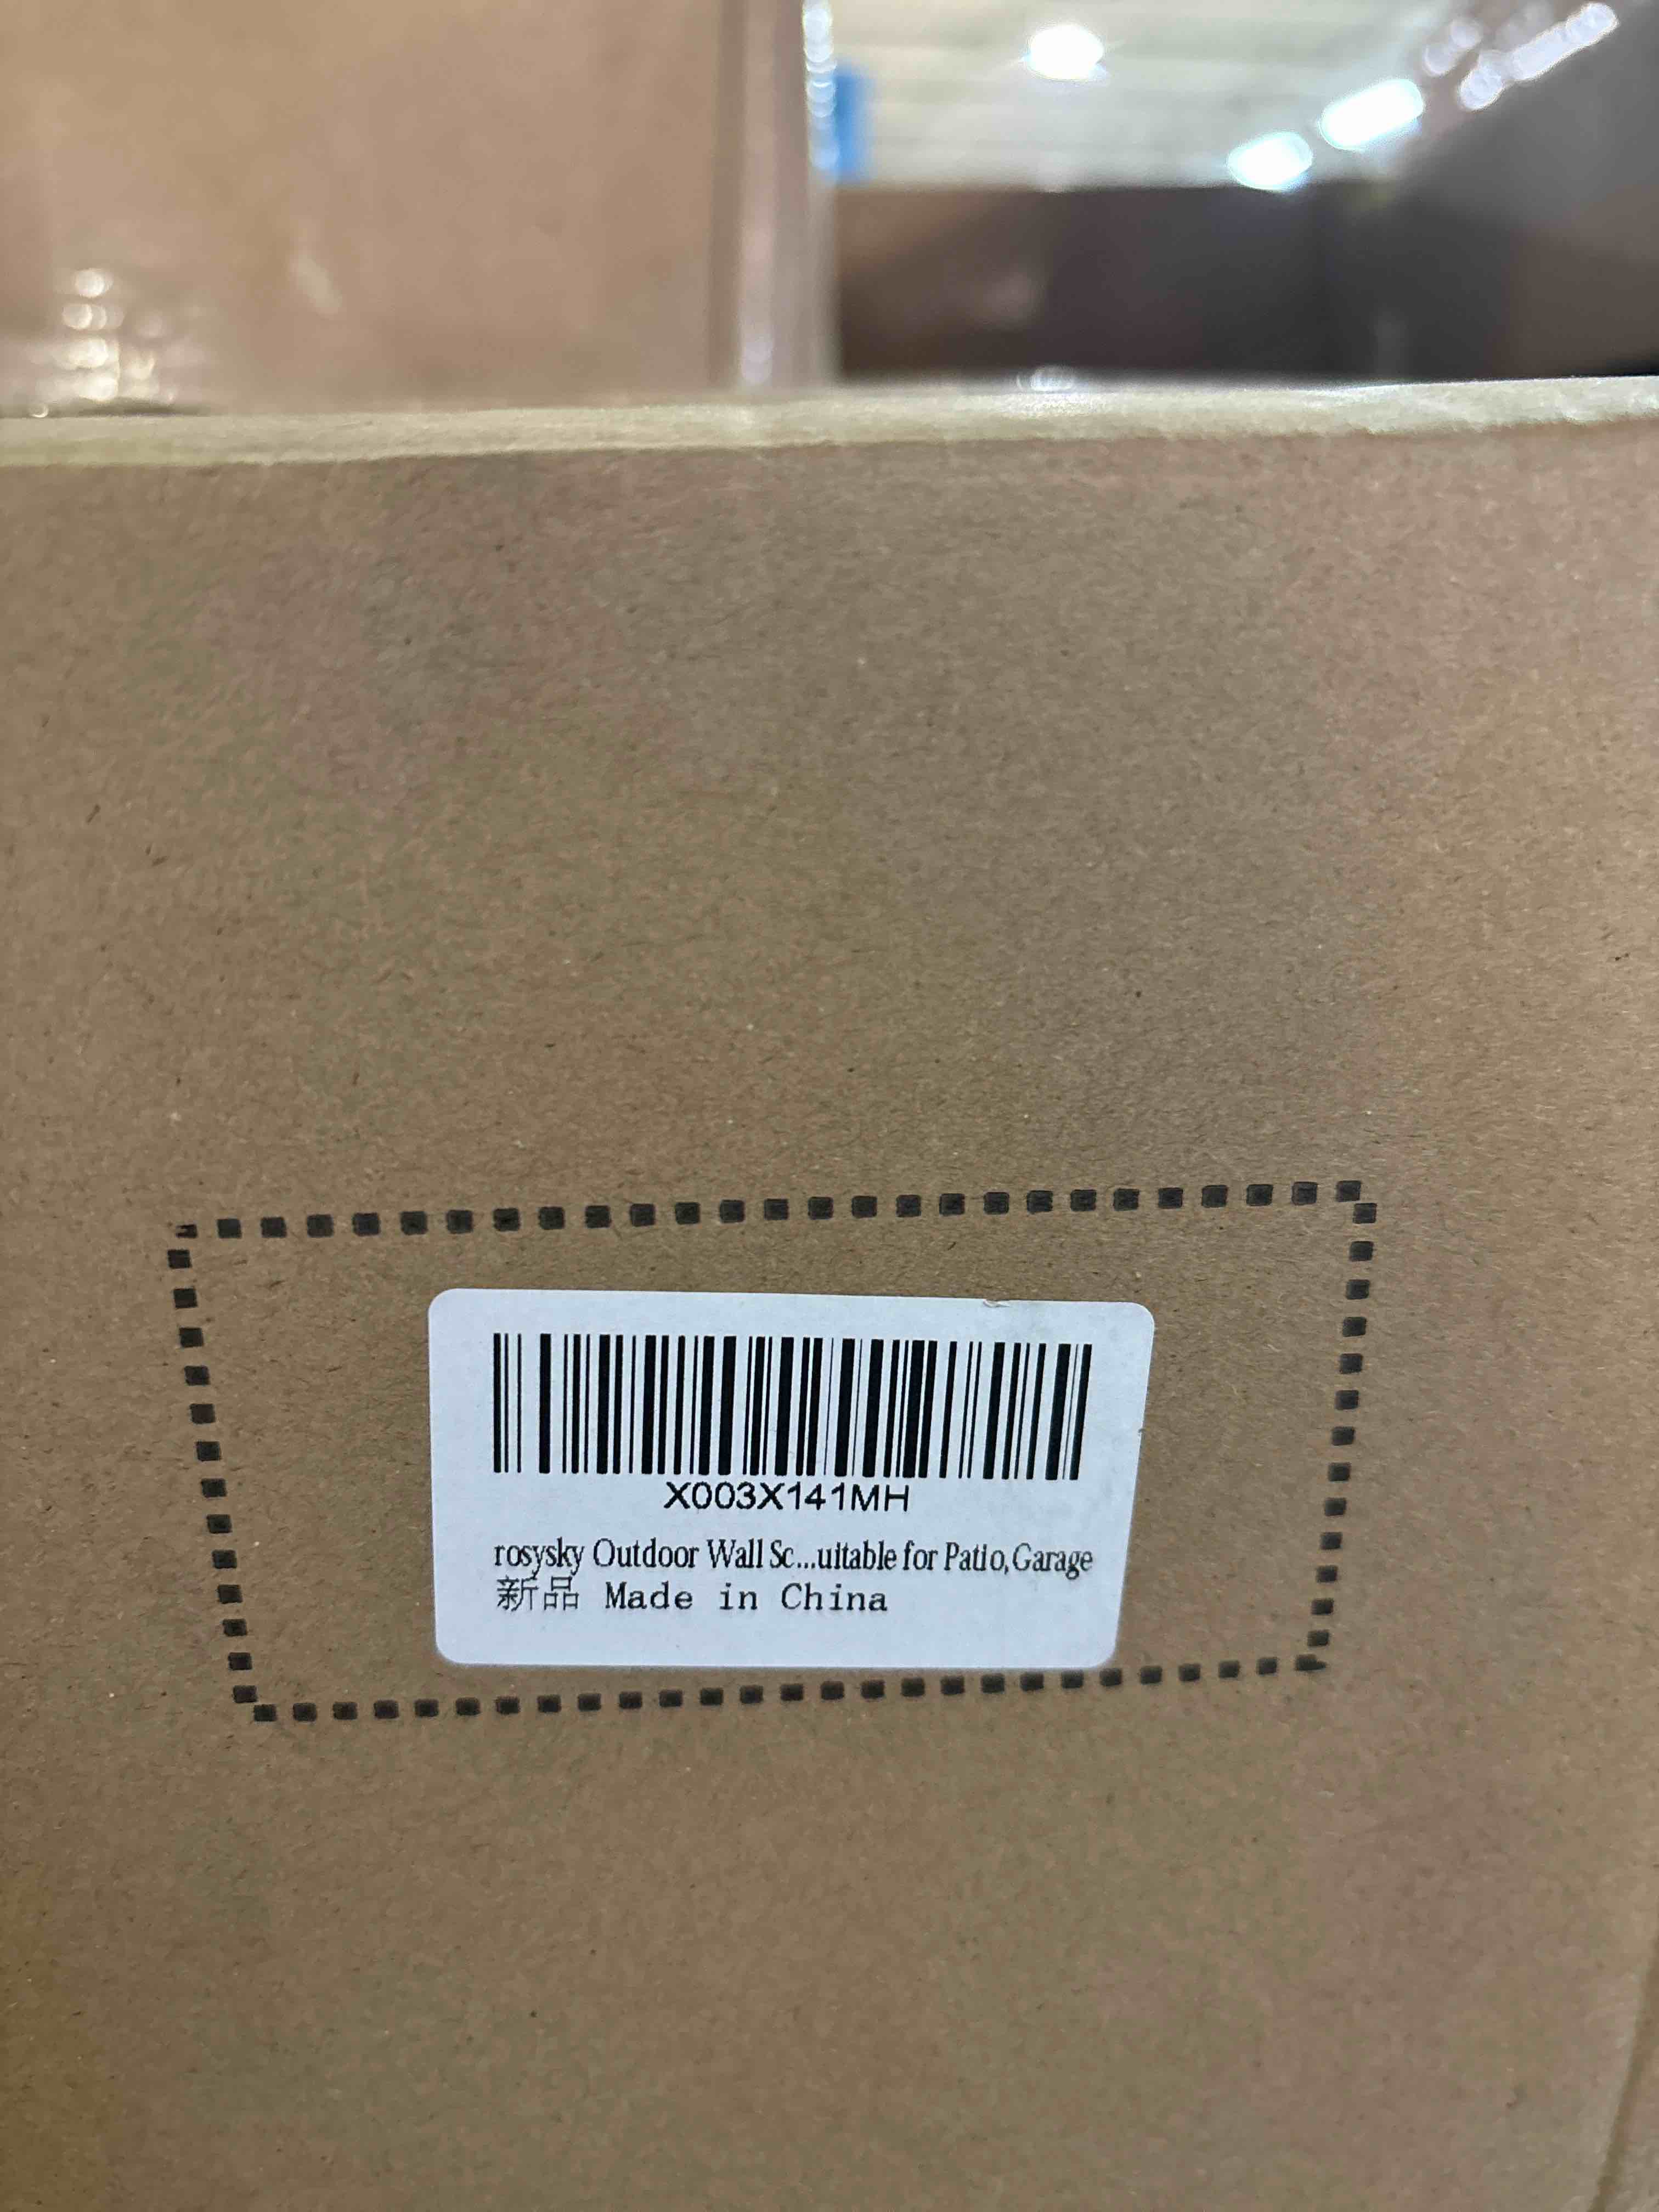 X003X141MH
rosysky Outdoor Wall Sc...uitable for Patio,Garage
新品 Made in China